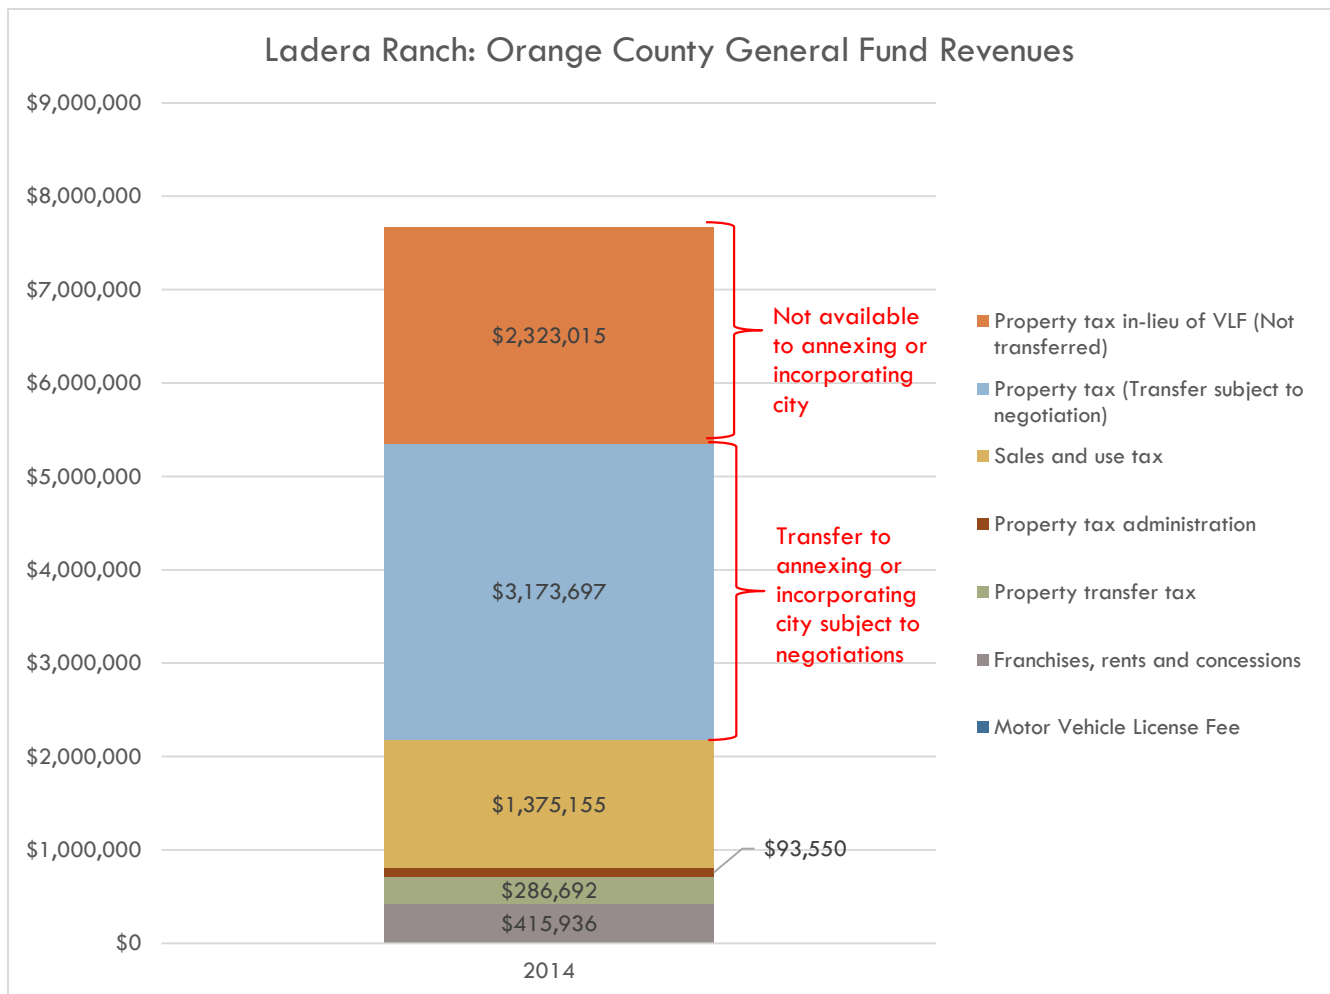 Ladera Ranch: Orange County General Fund Revenues
$9,000,000
$8,000,000
$7,000,000
$6,000,000
$5,000,000
$4,000,000
$3,000,000
$2,000,000
$1,000,000
$0
$2,323,015
$3,173,697
$1,375,155
$93,550
$286,692
$415,936
2014
Not available
to annexing or
incorporating
city
Transfer to
annexing or
incorporating
city subject to
negotiations
Property tax in-lieu of VLF (Not
transferred)
Property tax (Transfer subject to
negotiation)
Sales and use tax
Property tax administration
Property transfer tax
Franchises, rents and concessions
Motor Vehicle License Fee